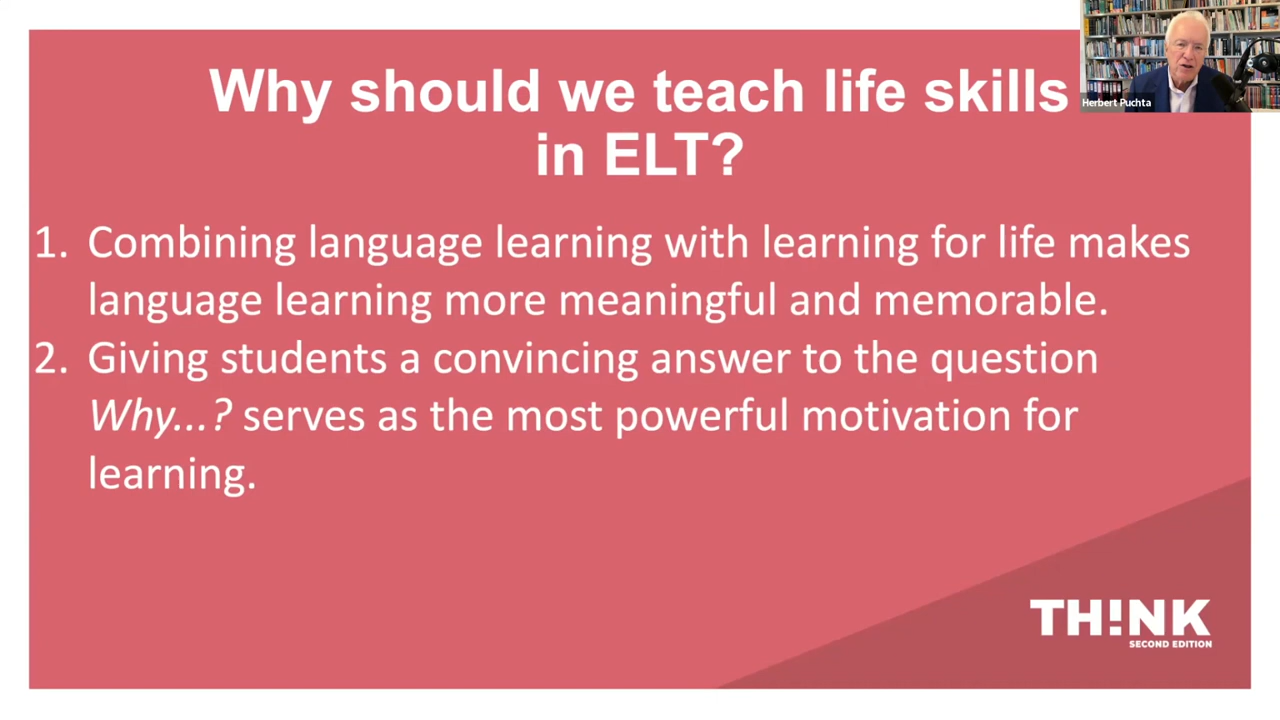 Why should we teach life skills
in ELT?
Herbert Puchta
1. Combining language learning with learning for life makes
language learning more meaningful and memorable.
2. Giving students a convincing answer to the question
Why...? serves as the most powerful motivation for
learning.
TH!NK
SECOND EDITION